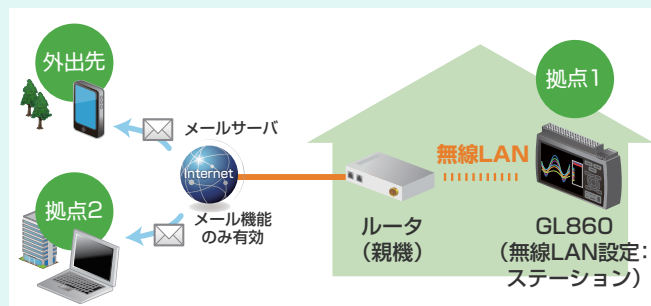 外出先
メールサーバ
Internet
メール機能
のみ有効
拠点2
拠点1
無線LAN
ルータ
（親機）
GL860
（無線LAN設定：
ステーション）